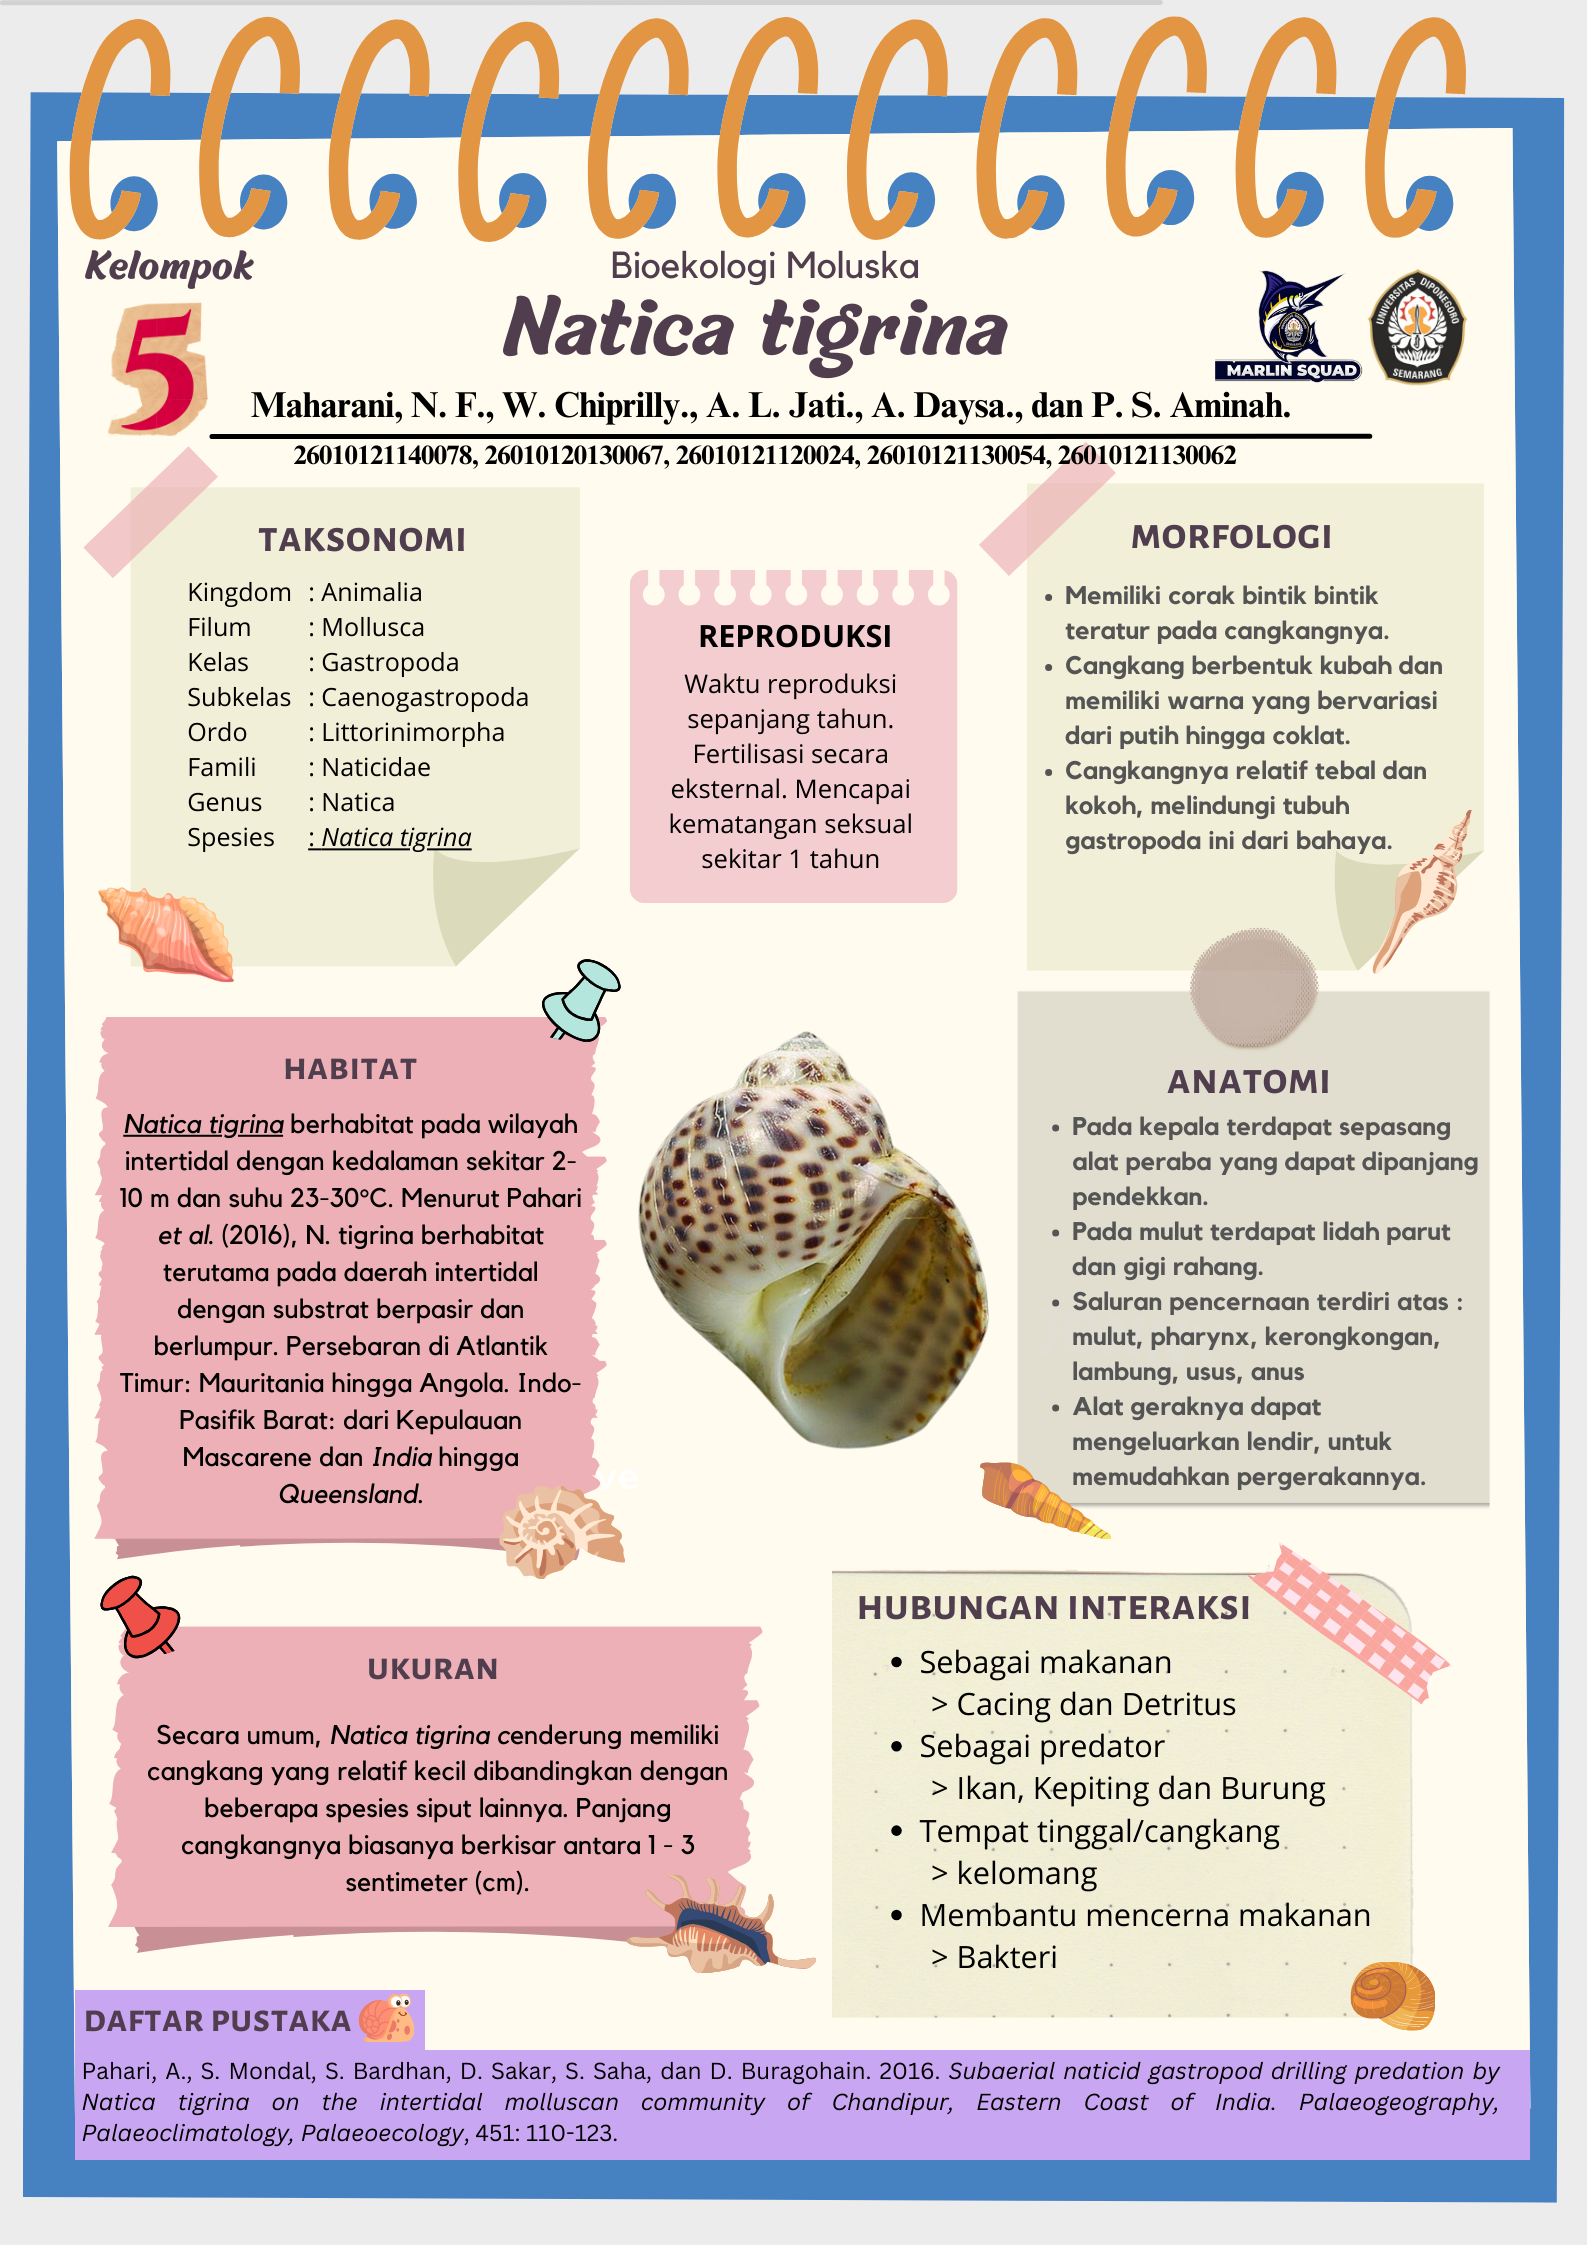 Kelompok
5
Bioekologi Moluska
Natica tigrina
MARLIN SQUAD
UNIVERSITAS DIPONEGORO
SEMARANG
Maharani, N. F., W. Chiprilly., A. L. Jati., A. Daysa., dan P. S. Aminah.
26010121140078, 26010120130067, 26010121120024, 26010121130054, 26010121130062
TAKSONOMI
Kingdom : Animalia
Filum : Mollusca
Kelas : Gastropoda
Subkelas : Caenogastropoda
Ordo : Littorinimorpha
Famili : Naticidae
Genus : Natica
Spesies : Natica tigrina
REPRODUKSI
Waktu reproduksi
sepanjang tahun.
Fertilisasi secara
eksternal. Mencapai
kematangan seksual
sekitar 1 tahun
MORFOLOGI
• Memiliki corak bintik bintik
teratur pada cangkangnya.
• Cangkang berbentuk kubah dan
memiliki warna yang bervariasi
dari putih hingga coklat.
• Cangkangnya relatif tebal dan
kokoh, melindungi tubuh
gastropoda ini dari bahaya.
HABITAT
Natica tigrina berhabitat pada wilayah
intertidal dengan kedalaman sekitar 2-
10 m dan suhu 23-30°C. Menurut Pahari
et al. (2016), N. tigrina berhabitat
terutama pada daerah intertidal
dengan substrat berpasir dan
berlumpur. Persebaran di Atlantik
Timur: Mauritania hingga Angola. Indo-
Pasifik Barat: dari Kepulauan
Mascarene dan India hingga
Queensland.
ve
ANATOMI
• Pada kepala terdapat sepasang
alat peraba yang dapat dipanjang
pendekkan.
• Pada mulut terdapat lidah parut
dan gigi rahang.
• Saluran pencernaan terdiri atas :
mulut, pharynx, kerongkongan,
lambung, usus, anus
• Alat geraknya dapat
mengeluarkan lendir, untuk
memudahkan pergerakannya.
UKURAN
Secara umum, Natica tigrina cenderung memiliki
cangkang yang relatif kecil dibandingkan dengan
beberapa spesies siput lainnya. Panjang
cangkangnya biasanya berkisar antara 1 - 3
sentimeter (cm).
HUBUNGAN INTERAKSI
• Sebagai makanan
> Cacing dan Detritus
• Sebagai predator
> Ikan, Kepiting dan Burung
• Tempat tinggal/cangkang
> kelomang
• Membantu mencerna makanan
> Bakteri
DAFTAR PUSTAKA
Pahari, A., S. Mondal, S. Bardhan, D. Sakar, S. Saha, dan D. Buragohain. 2016. Subaerial naticid gastropod drilling predation by
Natica tigrina on the intertidal molluscan community of Chandipur, Eastern Coast of India. Palaeogeography,
Palaeoclimatology, Palaeoecology, 451: 110-123.